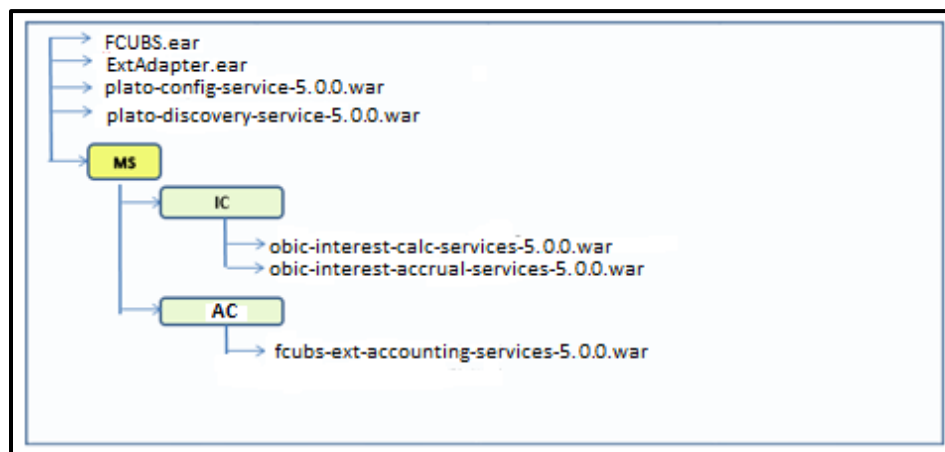 FCUBS.ear
ExtAdapter.ear
plato-config-service-5.0.0.war
plato-discovery-service-5.0.0.war
MS
IC
obic-interest-calc-services-5.0.0.war
obic-interest-accrual-services-5.0.0.war
AC
fcubs-ext-accounting-services-5.0.0.war